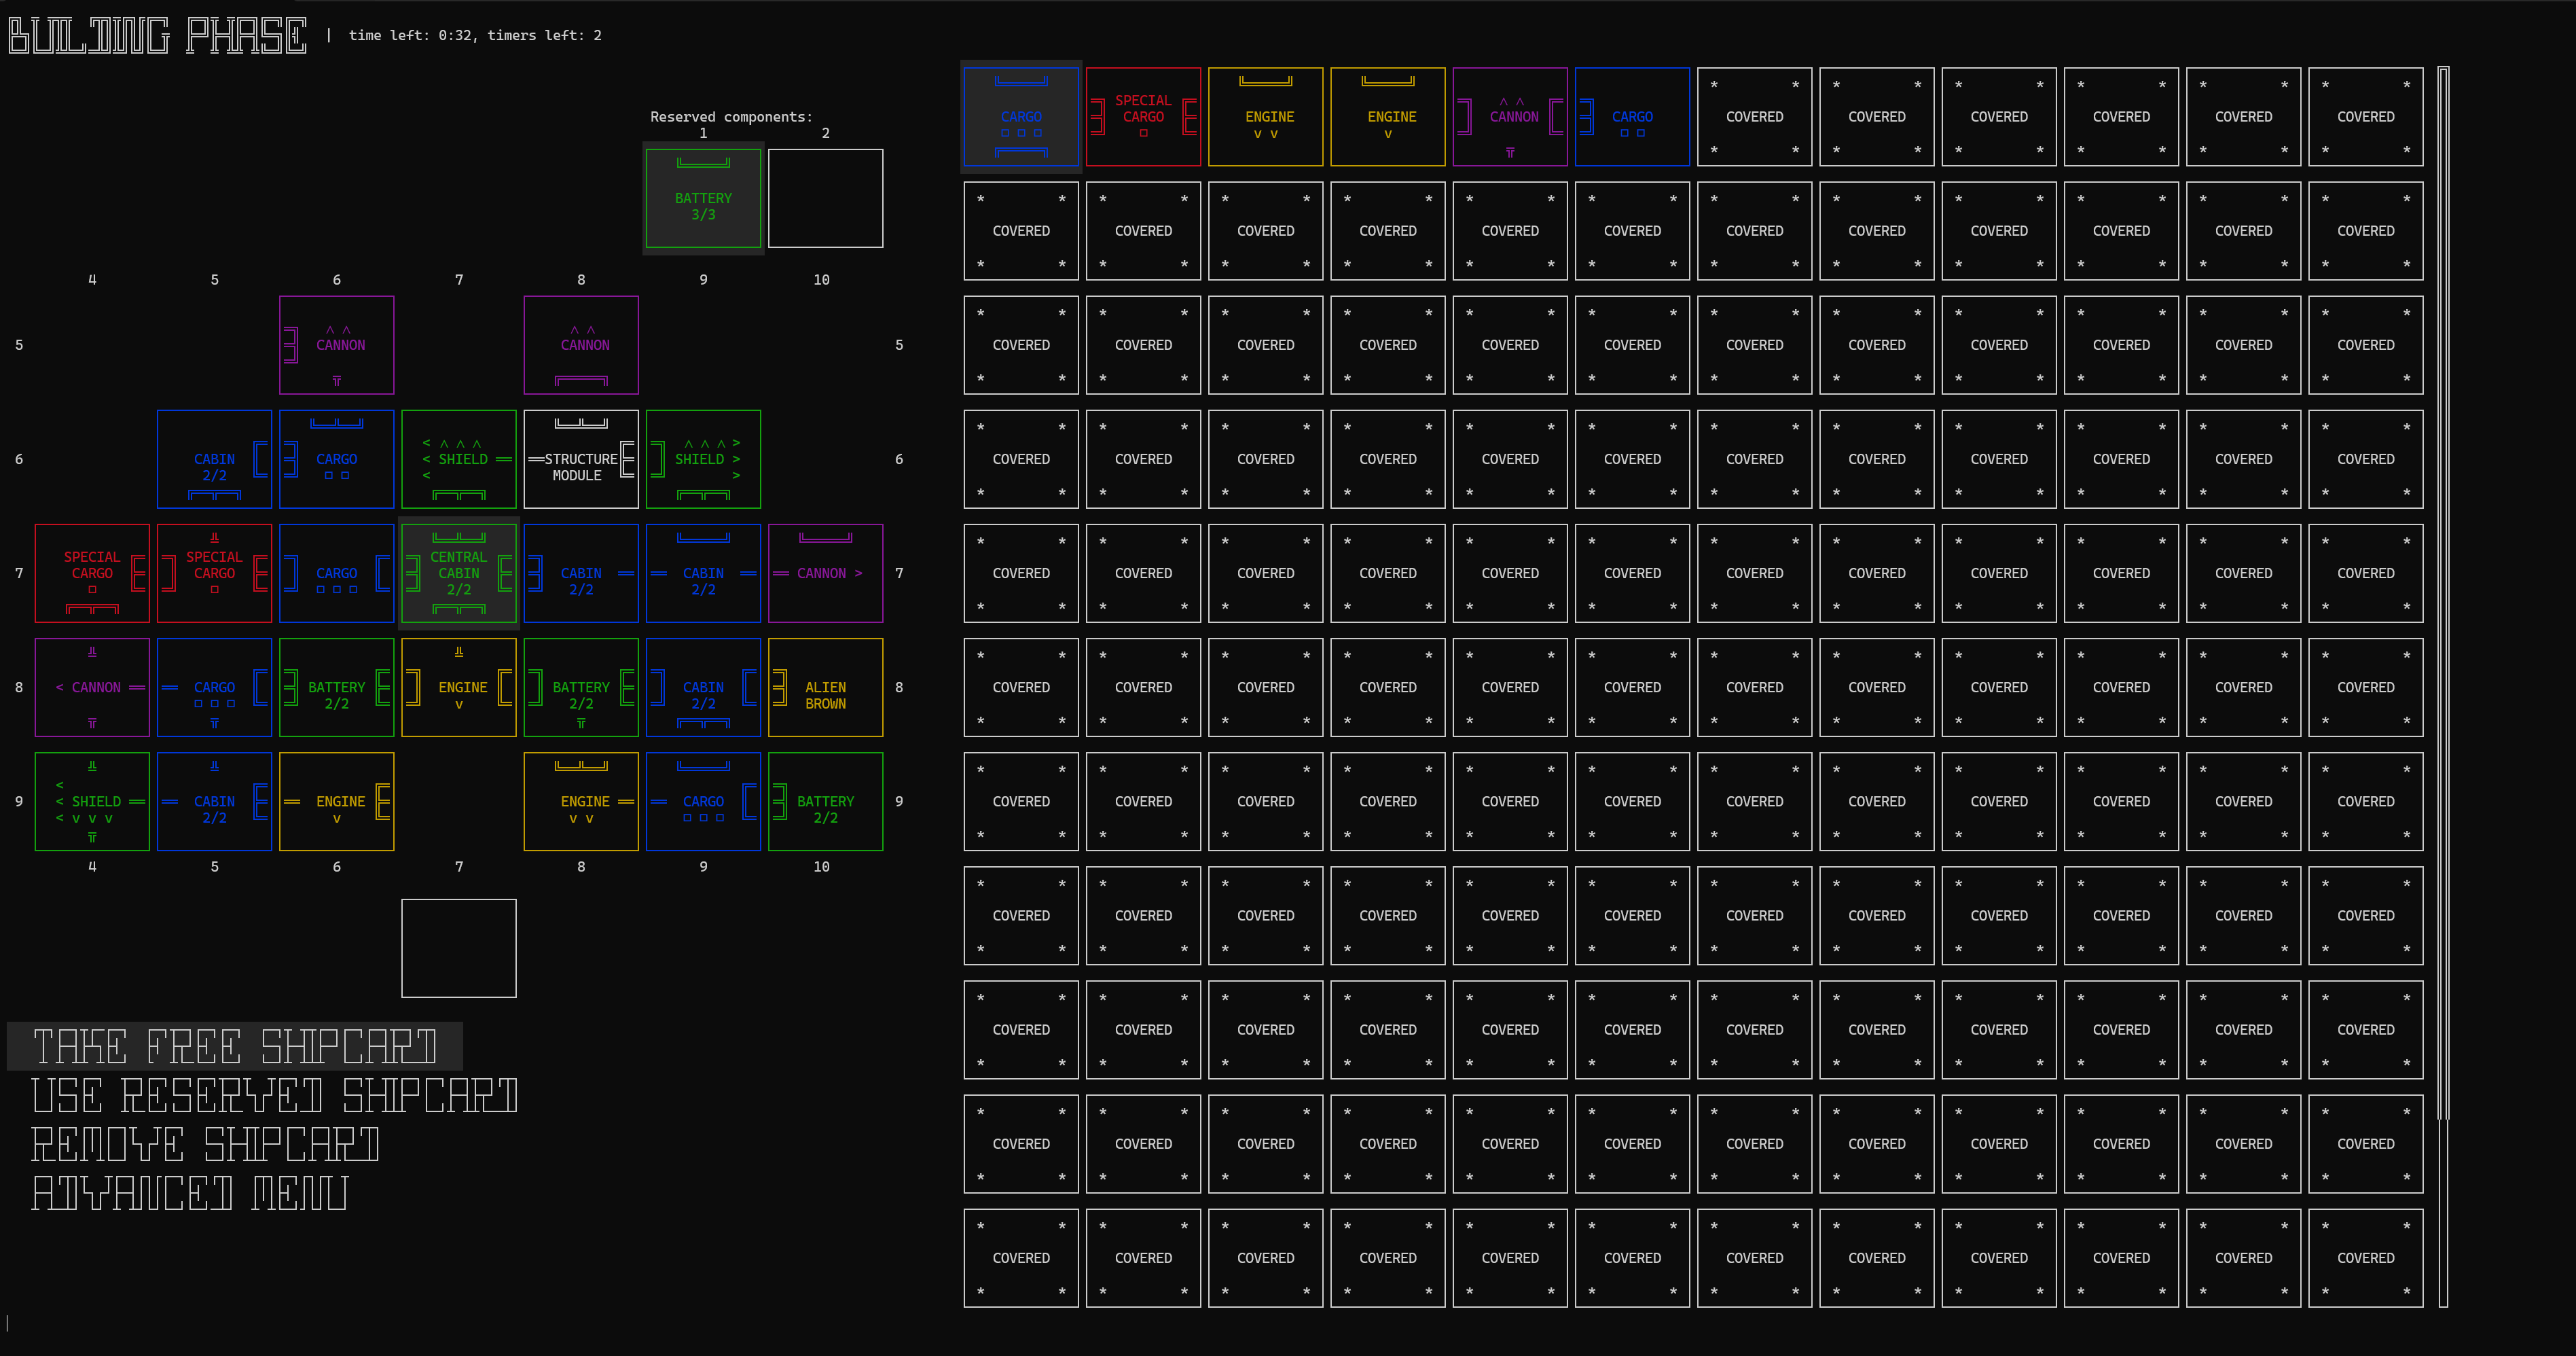 BUILDING PHASE | time left: 0:32, timers left: 2
Reserved components:
1 2
BATTERY
3/3
4 5 6 7 8 9 10
^ ^ ^ ^
5 CANNON CANNON 5
< ^ ^ ^ ^ ^ ^ >
6 CABIN CARGO < SHIELD STRUCTURE SHIELD > 6
2/2 < MODULE >
SPECIAL SPECIAL CENTRAL
7 CARGO CARGO CARGO CABIN CABIN CABIN CANNON > 7
2/2 2/2 2/2
8 < CANNON CARGO BATTERY ENGINE BATTERY CABIN ALIEN 8
2/2 v 2/2 2/2 BROWN
<
9 < SHIELD CABIN ENGINE ENGINE CARGO BATTERY 9
< v v v 2/2 v v v 2/2
4 5 6 7 8 9 10
TAKE FREE SHIPCARD
USE RESERVED SHIPCARD
REMOVE SHIPCARD
ADVANCED MENU
SPECIAL ^ ^ * * * * * * * * * * * *
CARGO CARGO ENGINE ENGINE CANNON CARGO COVERED COVERED COVERED COVERED COVERED COVERED
v v v * * * * * * * * * * * *
COVERED COVERED COVERED COVERED COVERED COVERED COVERED COVERED COVERED COVERED COVERED COVERED
COVERED COVERED COVERED COVERED COVERED COVERED COVERED COVERED COVERED COVERED COVERED COVERED
COVERED COVERED COVERED COVERED COVERED COVERED COVERED COVERED COVERED COVERED COVERED COVERED
COVERED COVERED COVERED COVERED COVERED COVERED COVERED COVERED COVERED COVERED COVERED COVERED
COVERED COVERED COVERED COVERED COVERED COVERED COVERED COVERED COVERED COVERED COVERED COVERED
COVERED COVERED COVERED COVERED COVERED COVERED COVERED COVERED COVERED COVERED COVERED COVERED
COVERED COVERED COVERED COVERED COVERED COVERED COVERED COVERED COVERED COVERED COVERED COVERED
COVERED COVERED COVERED COVERED COVERED COVERED COVERED COVERED COVERED COVERED COVERED COVERED
COVERED COVERED COVERED COVERED COVERED COVERED COVERED COVERED COVERED COVERED COVERED COVERED
COVERED COVERED COVERED COVERED COVERED COVERED COVERED COVERED COVERED COVERED COVERED COVERED